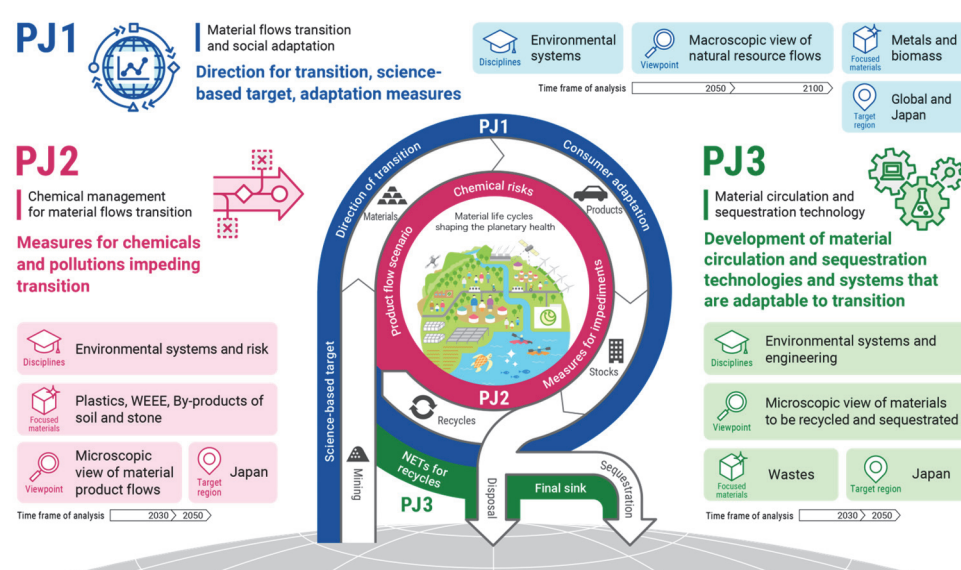 PJ1
Material flows transition
and social adaptation
Direction for transition, science-
based target, adaptation measures
Disciplines
Environmental
systems
Viewpoint
Macroscopic view of
natural resource flows
Focused
materials
Metals and
biomass
Time frame of analysis
2050
2100
Target
region
Global and
Japan
PJ2
Chemical management
for material flows transition
Measures for chemicals
and pollutions impeding
transition
Disciplines
Environmental systems and risk
Focused
materials
Plastics, WEEE, By-products of
soil and stone
Viewpoint
Microscopic
view of material
product flows
Target
region
Japan
Time frame of analysis
2030
2050
PJ1
Direction of transition
Consumer adaptation
Science-based target
Materials
Products
Stocks
Recycles
Mining
Chemical risks
Product flow scenario
Measures for impediments
Material life cycles
shaping the planetary health
PJ2
NETs for
recycles
PJ3
Disposal
Final sink
Sequestration
PJ3
Material circulation and
sequestration technology
Development of material
circulation and sequestration
technologies and systems that
are adaptable to transition
Disciplines
Environmental systems and
engineering
Viewpoint
Microscopic view of materials
to be recycled and sequestrated
Focused
materials
Wastes
Target region
Japan
Time frame of analysis
2030
2050